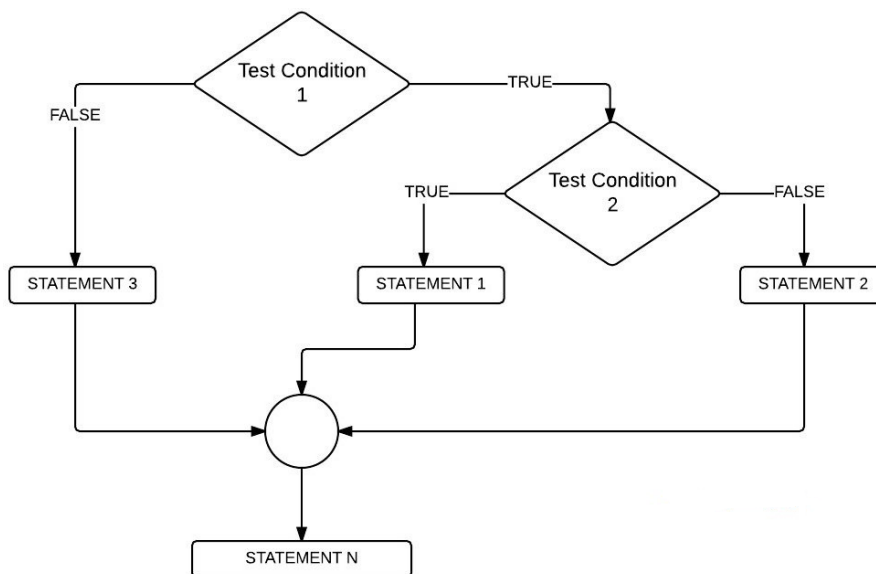 Test Condition
1
TRUE
FALSE
Test Condition
2
TRUE
FALSE
STATEMENT 3
STATEMENT 1
STATEMENT 2
STATEMENT N